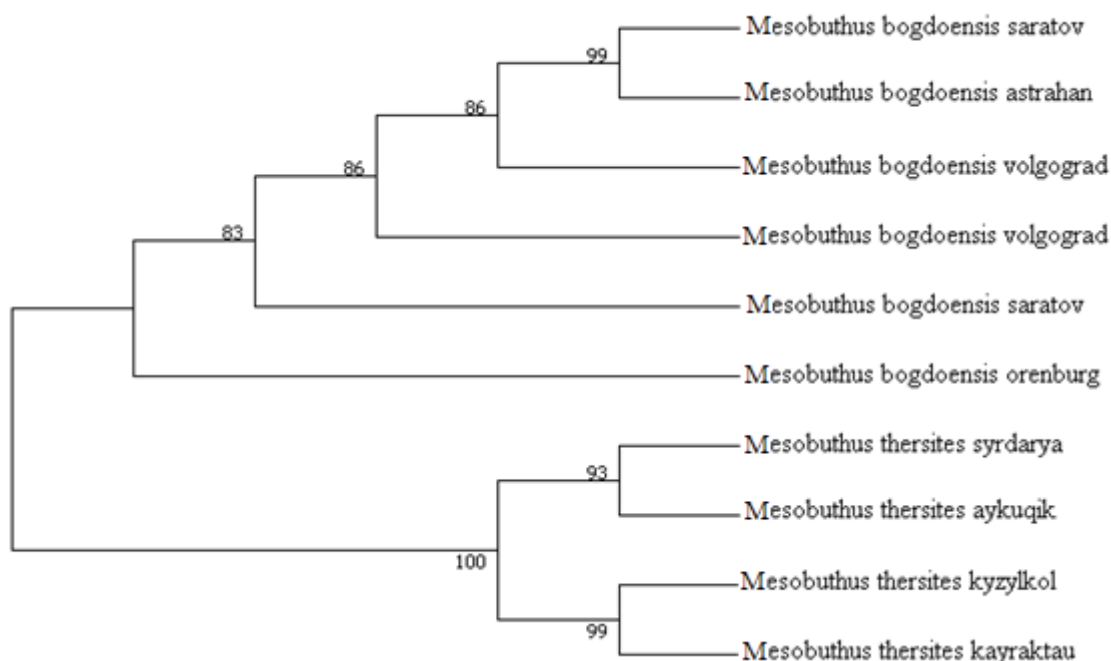 Mesobuthus bogdoensis saratov
99
Mesobuthus bogdoensis astrahan
86
Mesobuthus bogdoensis volgograd
86
83
Mesobuthus bogdoensis volgograd
Mesobuthus bogdoensis saratov
Mesobuthus bogdoensis orenburg
Mesobuthus thersites syrdarya
93
Mesobuthus thersites aykuqik
100
Mesobuthus thersites kyzylkol
99
Mesobuthus thersites kayraktau